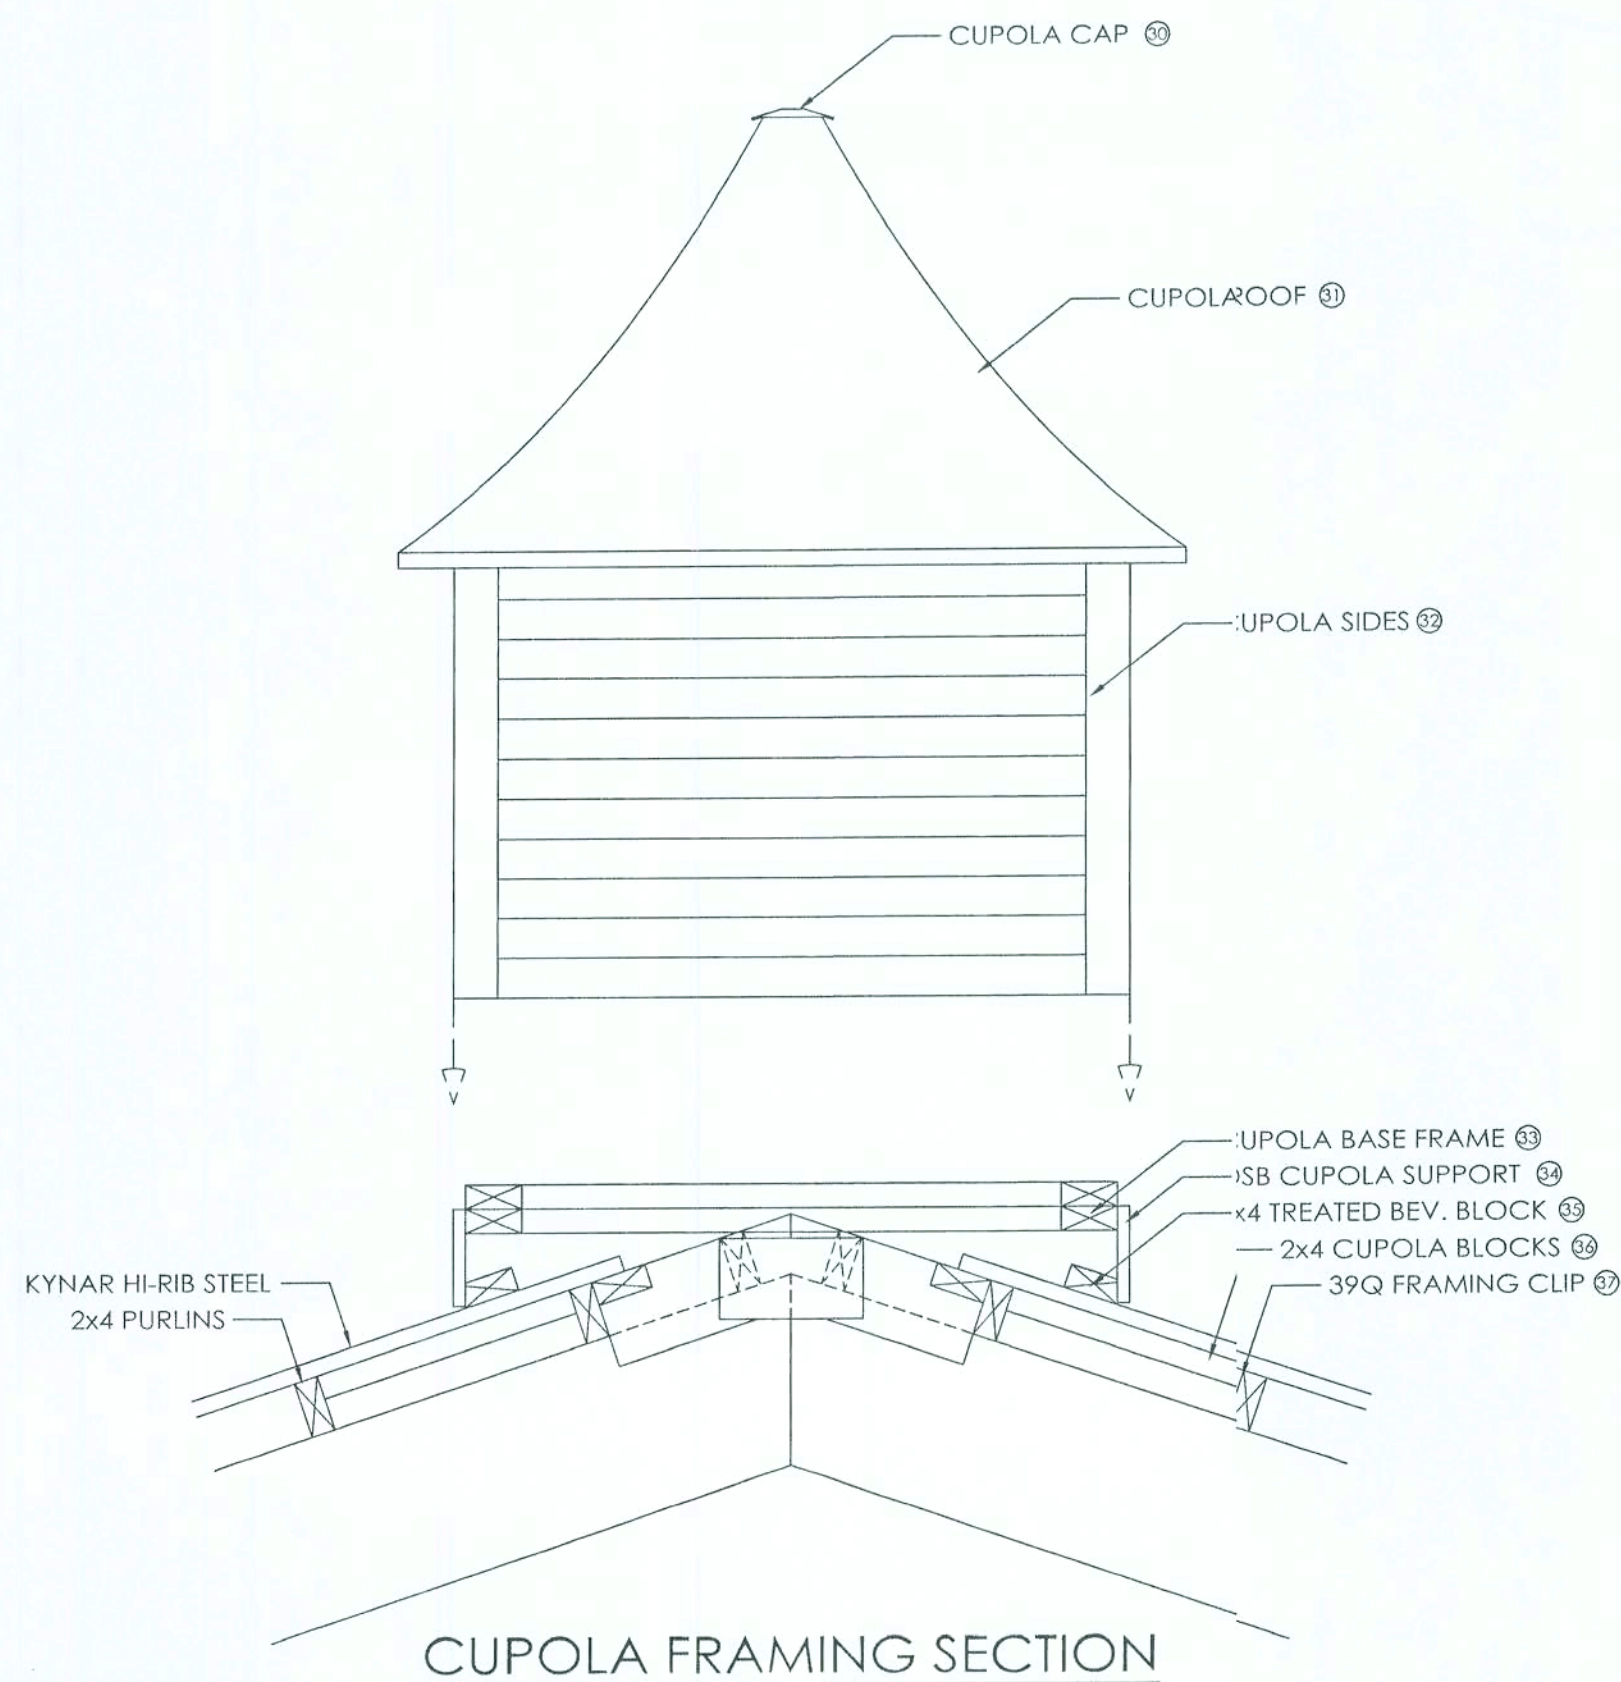 CUPOLA CAP 30
CUPOLA ROOF 31
:UPOLA SIDES 32
:UPOLA BASE FRAME 33
SB CUPOLA SUPPORT 34
x4 TREATED BEV. BLOCK 35
2x4 CUPOLA BLOCKS 36
39Q FRAMING CLIP 37
KYNAR HI-RIB STEEL
2x4 PURLINS
CUPOLA FRAMING SECTION